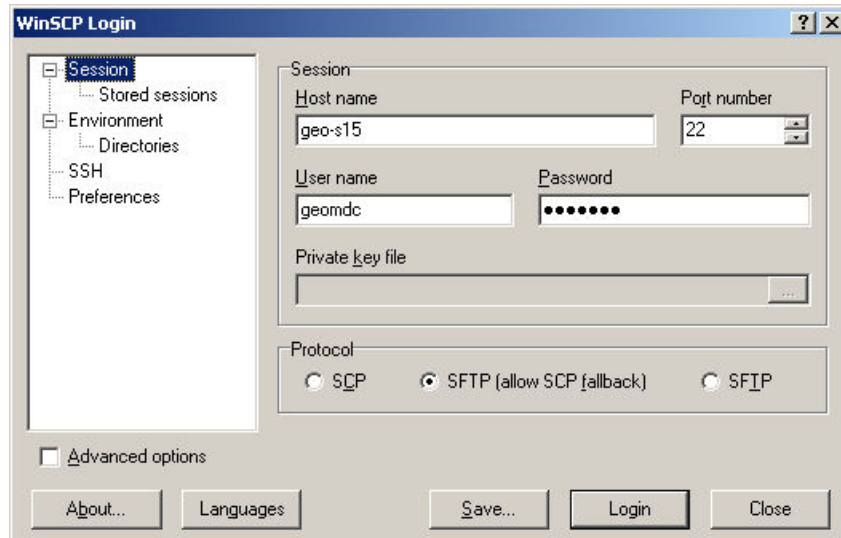 WinSCP Login
Session
Stored sessions
Environment
Directories
SSH
Preferences
Session
Host name
Port number
geo-s15
22
User name
Password
geomdc
●●●●●●●
Private key file
...
Protocol
SCP
SFTP (allow SCP fallback)
SFTP
Advanced options
About...
Languages
Save...
Login
Close